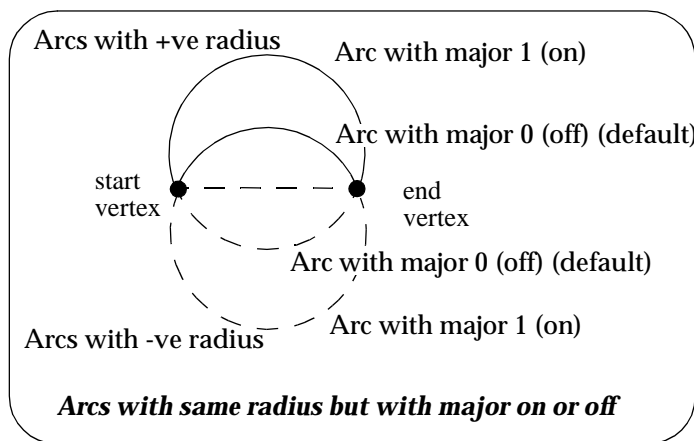 Arcs with +ve radius
Arc with major 1 (on)
Arc with major 0 (off) (default)
start
vertex
end
vertex
Arc with major 0 (off) (default)
Arc with major 1 (on)
Arcs with -ve radius
Arcs with same radius but with major on or off